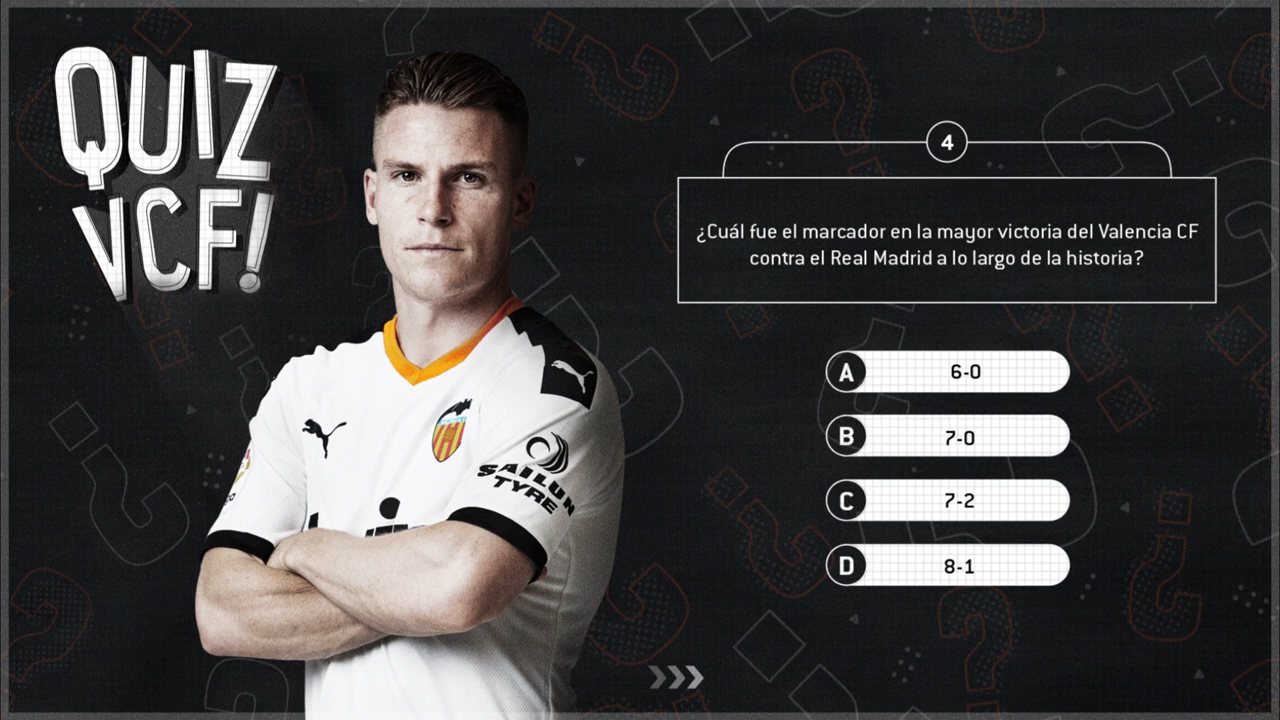 QUIZ
VCF!
4
¿Cuál fue el marcador en la mayor victoria del Valencia CF
contra el Real Madrid a lo largo de la historia?
A 6-0
B 7-0
C 7-2
D 8-1
SAILUN
TYRE